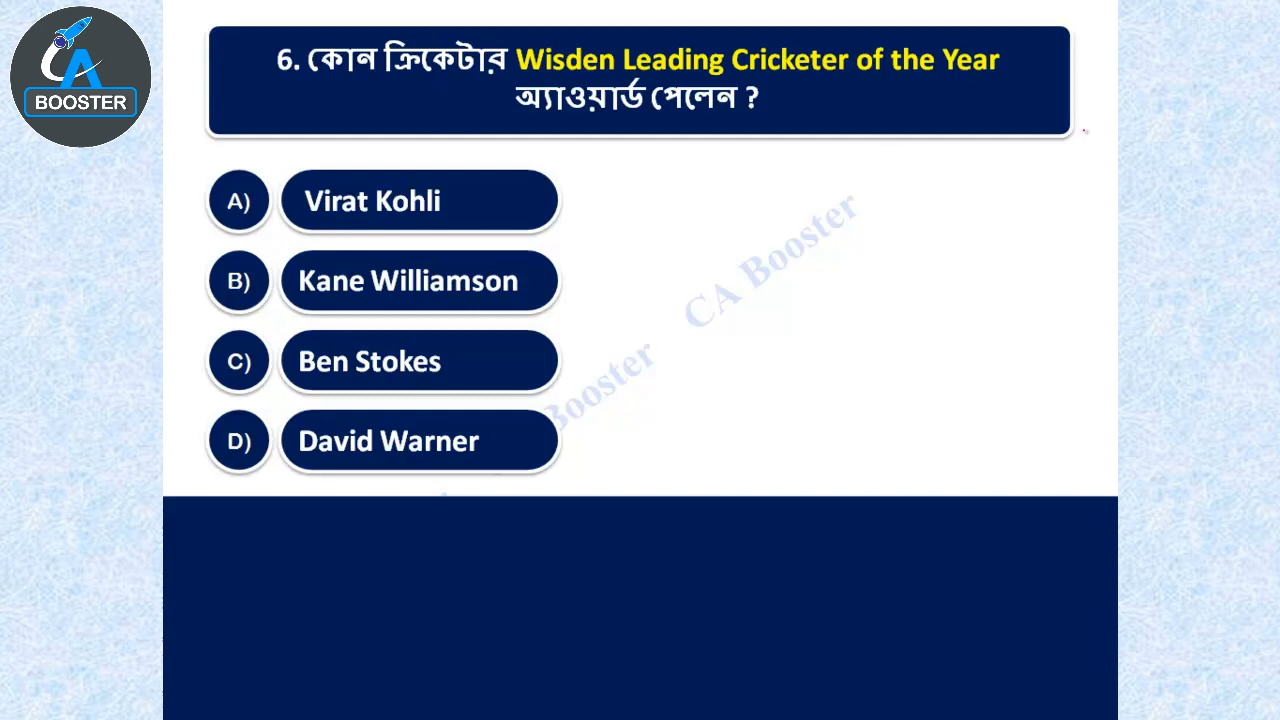 A
BOOSTER
6. কোন ক্রিকেটার Wisden Leading Cricketer of the Year
অ্যাওয়ার্ড পেলেন ?
A) Virat Kohli
B) Kane Williamson
C) Ben Stokes
D) David Warner
CA Booster
Booster